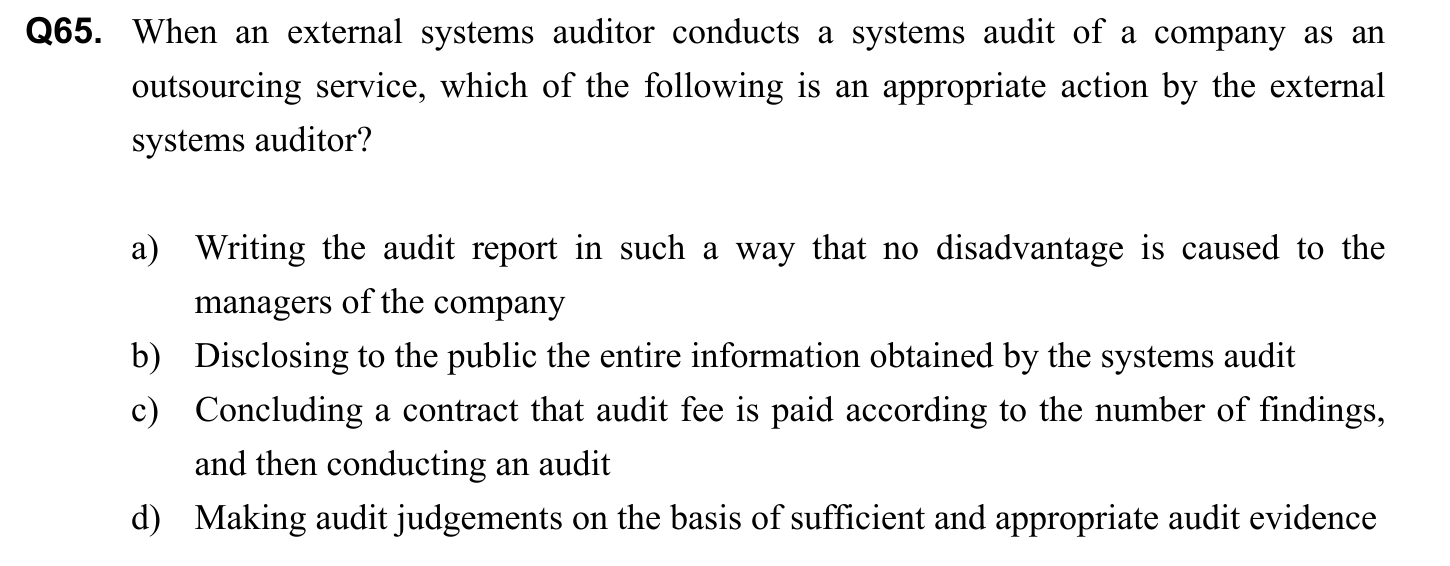 Q65. When an external systems auditor conducts a systems audit of a company as an
outsourcing service, which of the following is an appropriate action by the external
systems auditor?
a) Writing the audit report in such a way that no disadvantage is caused to the
managers of the company
b) Disclosing to the public the entire information obtained by the systems audit
c) Concluding a contract that audit fee is paid according to the number of findings,
and then conducting an audit
d) Making audit judgements on the basis of sufficient and appropriate audit evidence